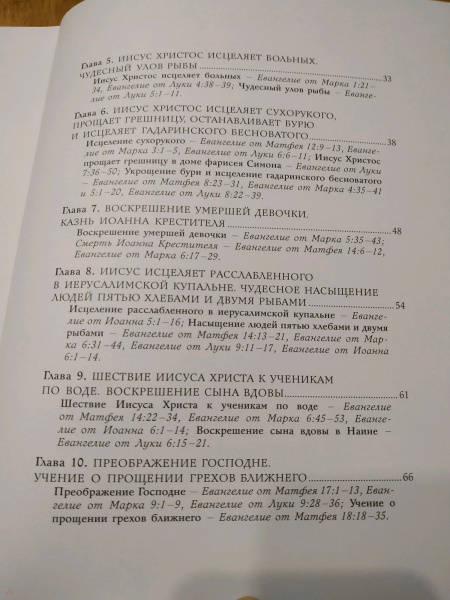 Глава 5. ИИСУС ХРИСТОС ИСЦЕЛЯЕТ БОЛЬНЫХ.
ЧУДЕСНЫЙ УЛОВ РЫБЫ 33
Иисус Христос исцеляет больных – Евангелие от Марка 1:21–
34, Евангелие от Луки 4:38–39; Чудесный улов рыбы – Еванге-
лие от Луки 5:1–11.
Глава 6. ИИСУС ХРИСТОС ИСЦЕЛЯЕТ СУХОРУКОГО,
ПРОЩАЕТ ГРЕШНИЦУ, ОСТАНАВЛИВАЕТ БУРЮ
И ИСЦЕЛЯЕТ ГАДАРИНСКОГО БЕСНОВАТОГО 38
Исцеление сухорукого – Евангелие от Матфея 12:9–13, Еванге-
лие от Марка 3:1–5, Евангелие от Луки 6:6–11; Иисус Христос
прощает грешницу в доме фарисея Симона – Евангелие от Луки
7:36–50; Укрощение бури и исцеление гадаринского бесноватого
– Евангелие от Матфея 8:23–31, Евангелие от Марка 4:35–41
и 5:1–20, Евангелие от Луки 8:22–39.
Глава 7. ВОСКРЕШЕНИЕ УМЕРШЕЙ ДЕВОЧКИ.
КАЗНЬ ИОАННА КРЕСТИТЕЛЯ 48
Воскрешение умершей девочки – Евангелие от Марка 5:35–43;
Смерть Иоанна Крестителя – Евангелие от Матфея 14:6–12,
Евангелие от Марка 6:17–29.
Глава 8. ИИСУС ИСЦЕЛЯЕТ РАССЛАБЛЕННОГО
В ИЕРУСАЛИМСКОЙ КУПАЛЬНЕ. ЧУДЕСНОЕ НАСЫЩЕНИЕ
ЛЮДЕЙ ПЯТЬЮ ХЛЕБАМИ И ДВУМЯ РЫБАМИ 54
Исцеление расслабленного в иерусалимской купальне – Еванге-
лие от Иоанна 5:1–16; Насыщение людей пятью хлебами и двумя
рыбами – Евангелие от Матфея 14:13–21, Евангелие от Мар-
ка 6:31–44, Евангелие от Луки 9:11–17, Евангелие от Иоанна
6:1–14.
Глава 9. ШЕСТВИЕ ИИСУСА ХРИСТА К УЧЕНИКАМ
ПО ВОДЕ. ВОСКРЕШЕНИЕ СЫНА ВДОВЫ 61
Шествие Иисуса Христа к ученикам по воде – Евангелие
от Матфея 14:22–34, Евангелие от Марка 6:45–53, Еванге-
лие от Иоанна 6:1–14; Воскрешение сына вдовы в Наине –
Евангелие от Луки 6:15–21.
Глава 10. ПРЕОБРАЖЕНИЕ ГОСПОДНЕ.
УЧЕНИЕ О ПРОЩЕНИИ ГРЕХОВ БЛИЖНЕГО 66
Преображение Господне – Евангелие от Матфея 17:1–13, Еван-
гелие от Марка 9:1–9, Евангелие от Луки 9:28–36; Учение о
прощении грехов ближнего – Евангелие от Матфея 18:18–35.